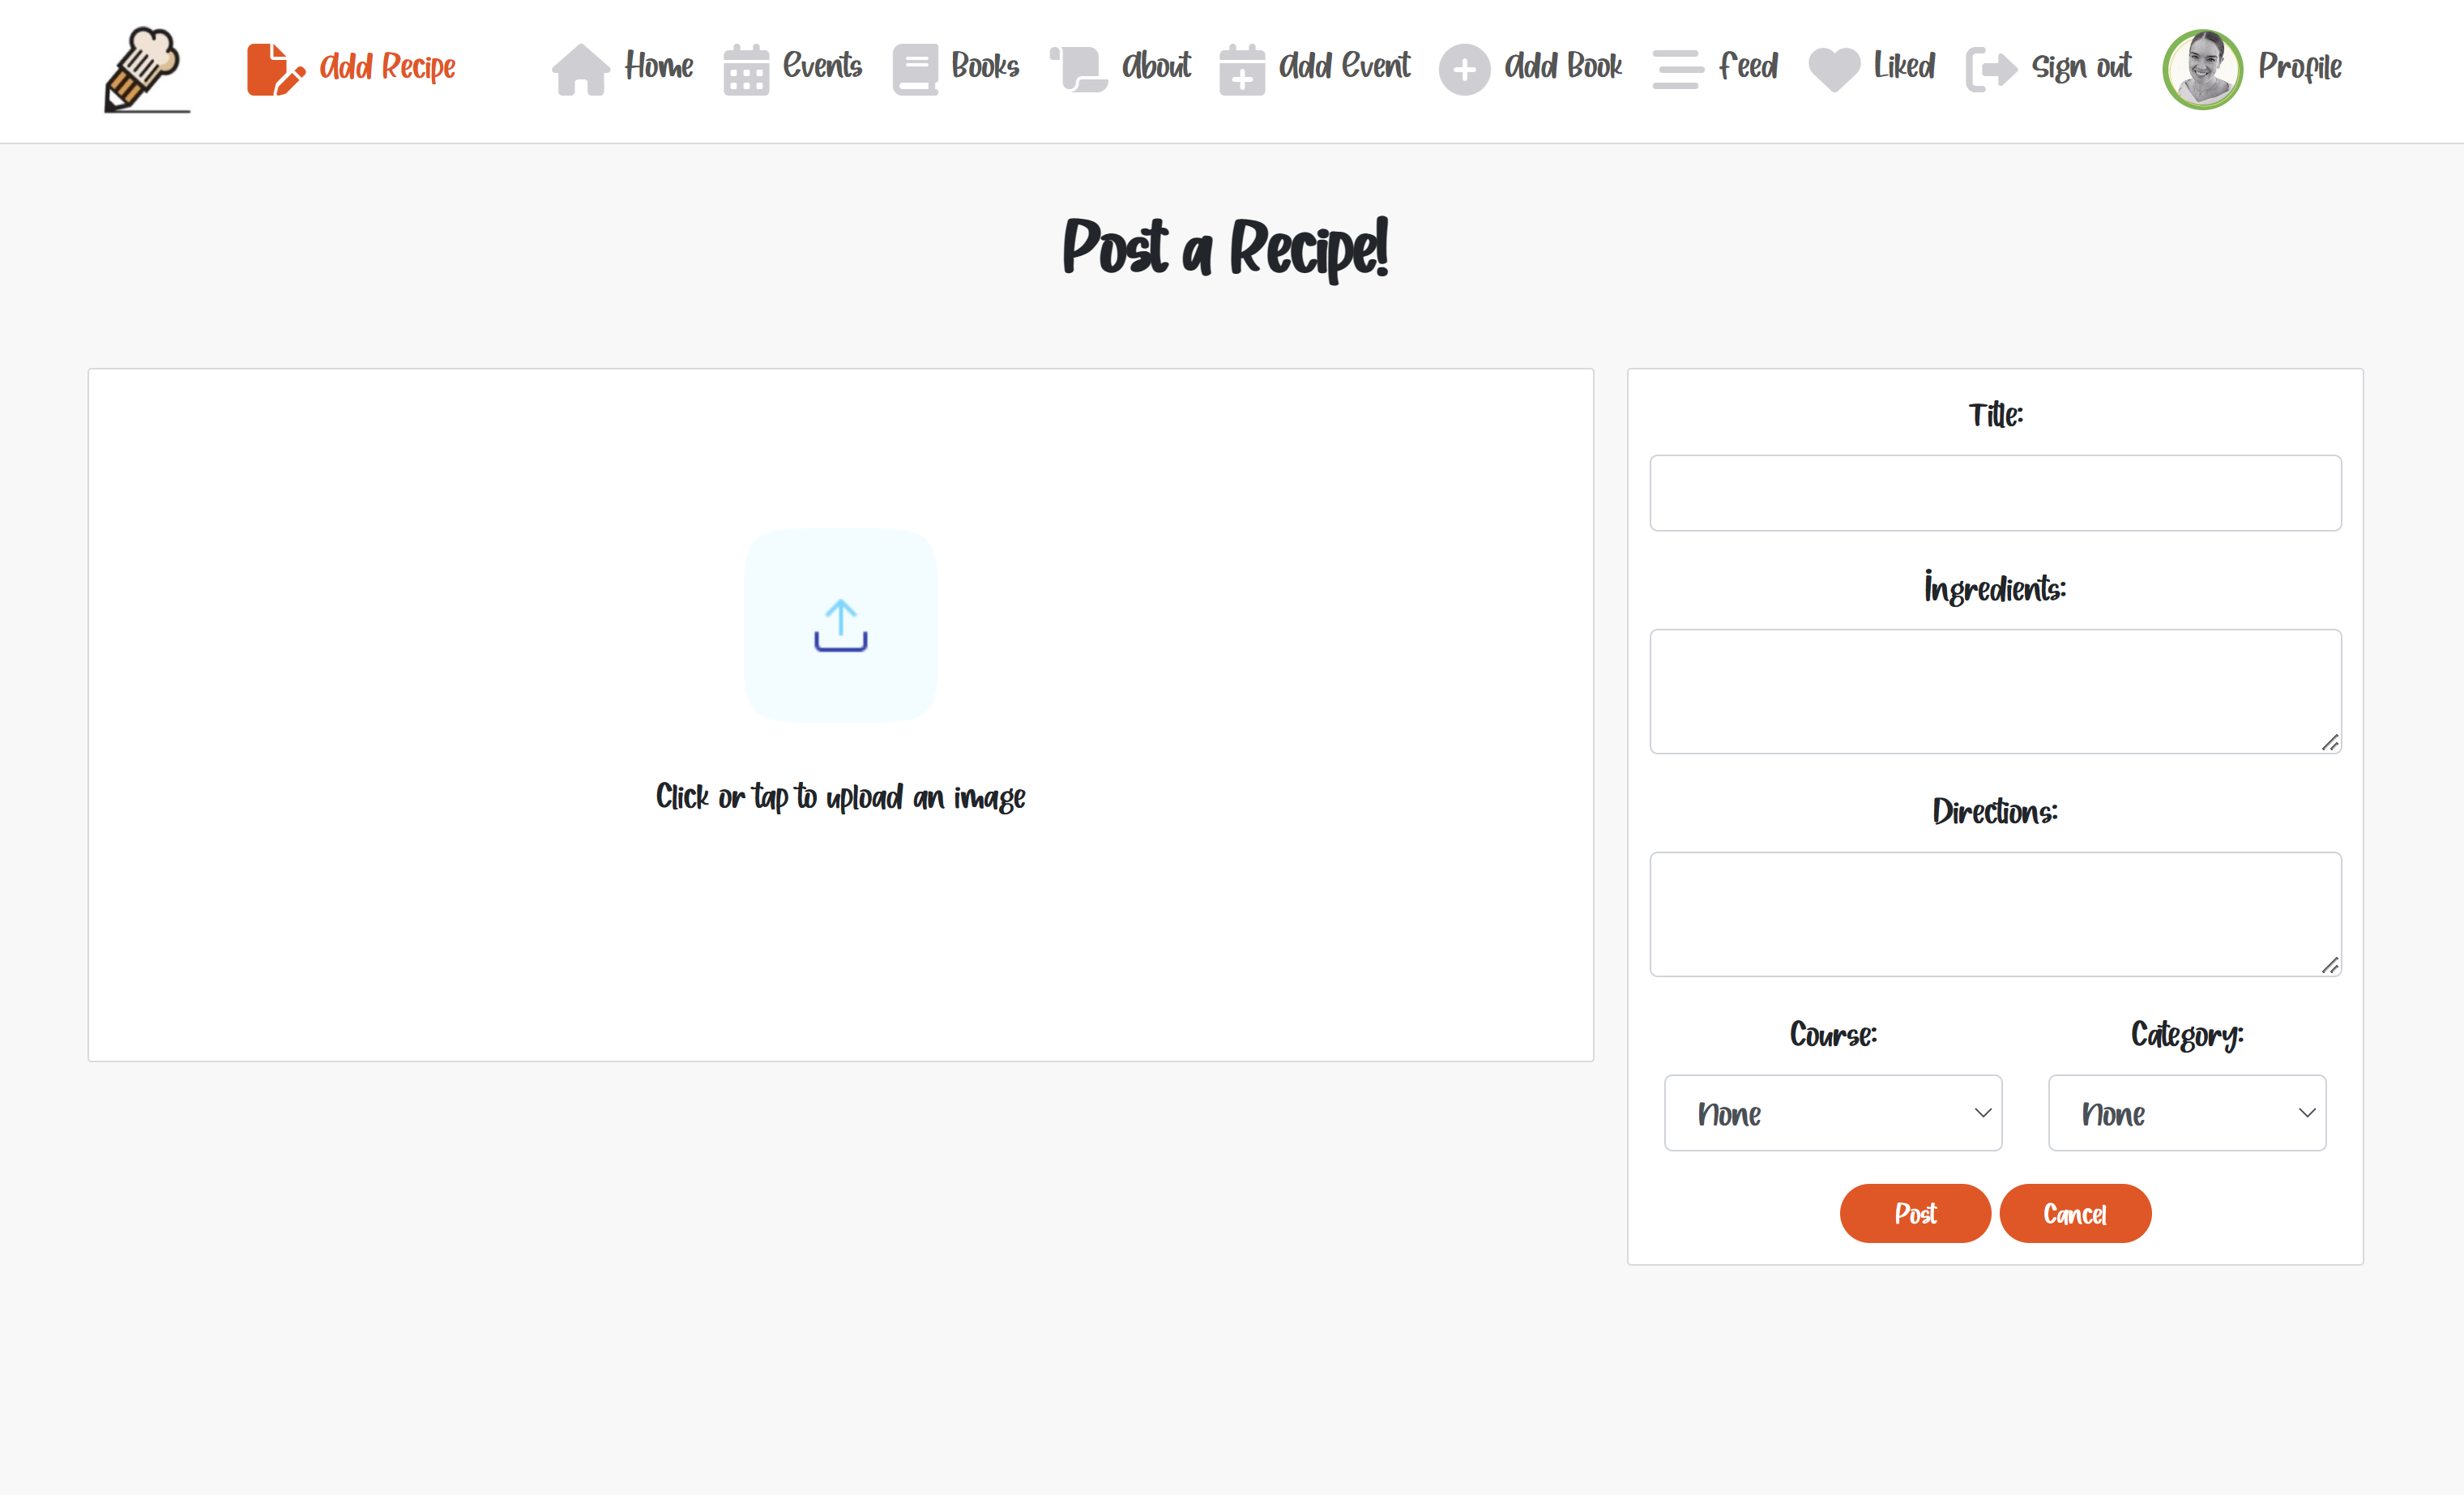 Add Recipe Home Events Books About Add Event Add Book Feed Liked Sign out Profile
Post a Recipe!
Click or tap to upload an image
Title:
Ingredients:
Directions:
Course: Category:
None None
Post Cancel